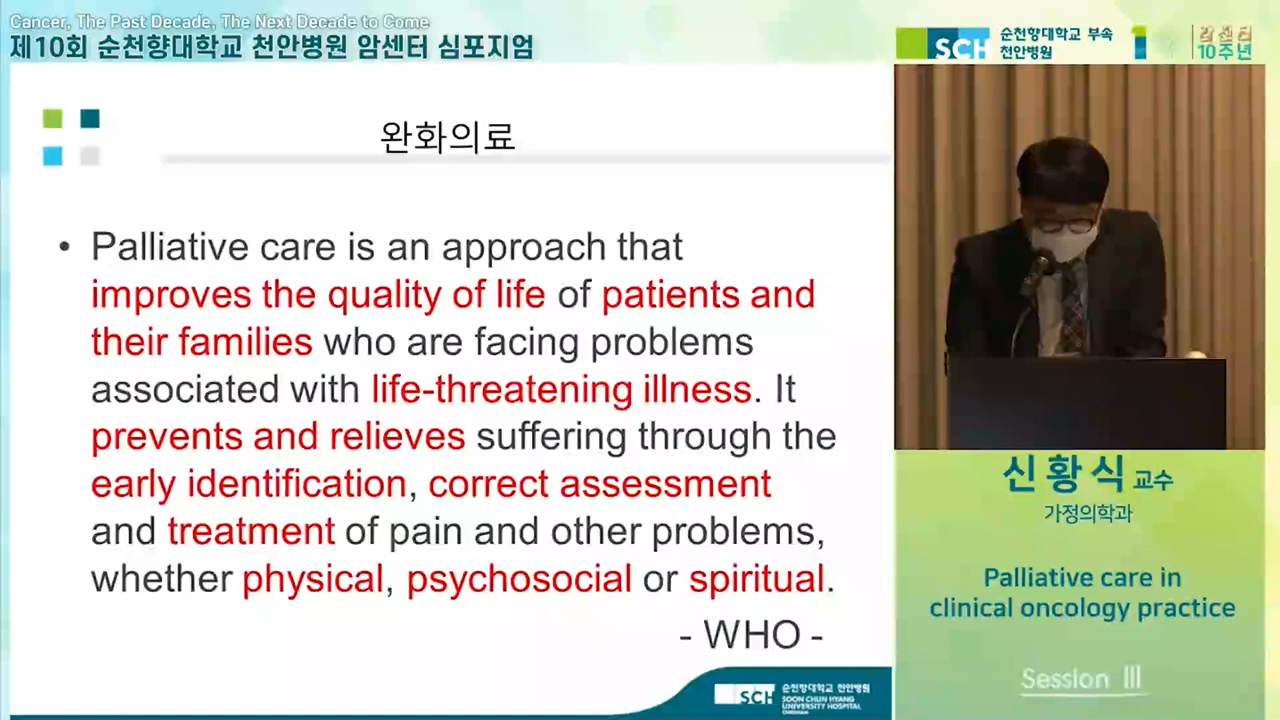 Cancer, The Past Decade, The Next Decade to Come
제10회 순천향대학교 천안병원 암센터 심포지엄
SCH 순천향대학교 부속
천안병원
10주년
완화의료
• Palliative care is an approach that
improves the quality of life of patients and
their families who are facing problems
associated with life-threatening illness. It
prevents and relieves suffering through the
early identification, correct assessment
and treatment of pain and other problems,
whether physical, psychosocial or spiritual.
- WHO -
SCH 순천향대학교 천안병원
SOON CHUN HYANG
UNIVERSITY HOSPITAL
신황식 교수
가정의학과
Palliative care in
clinical oncology practice
Session III